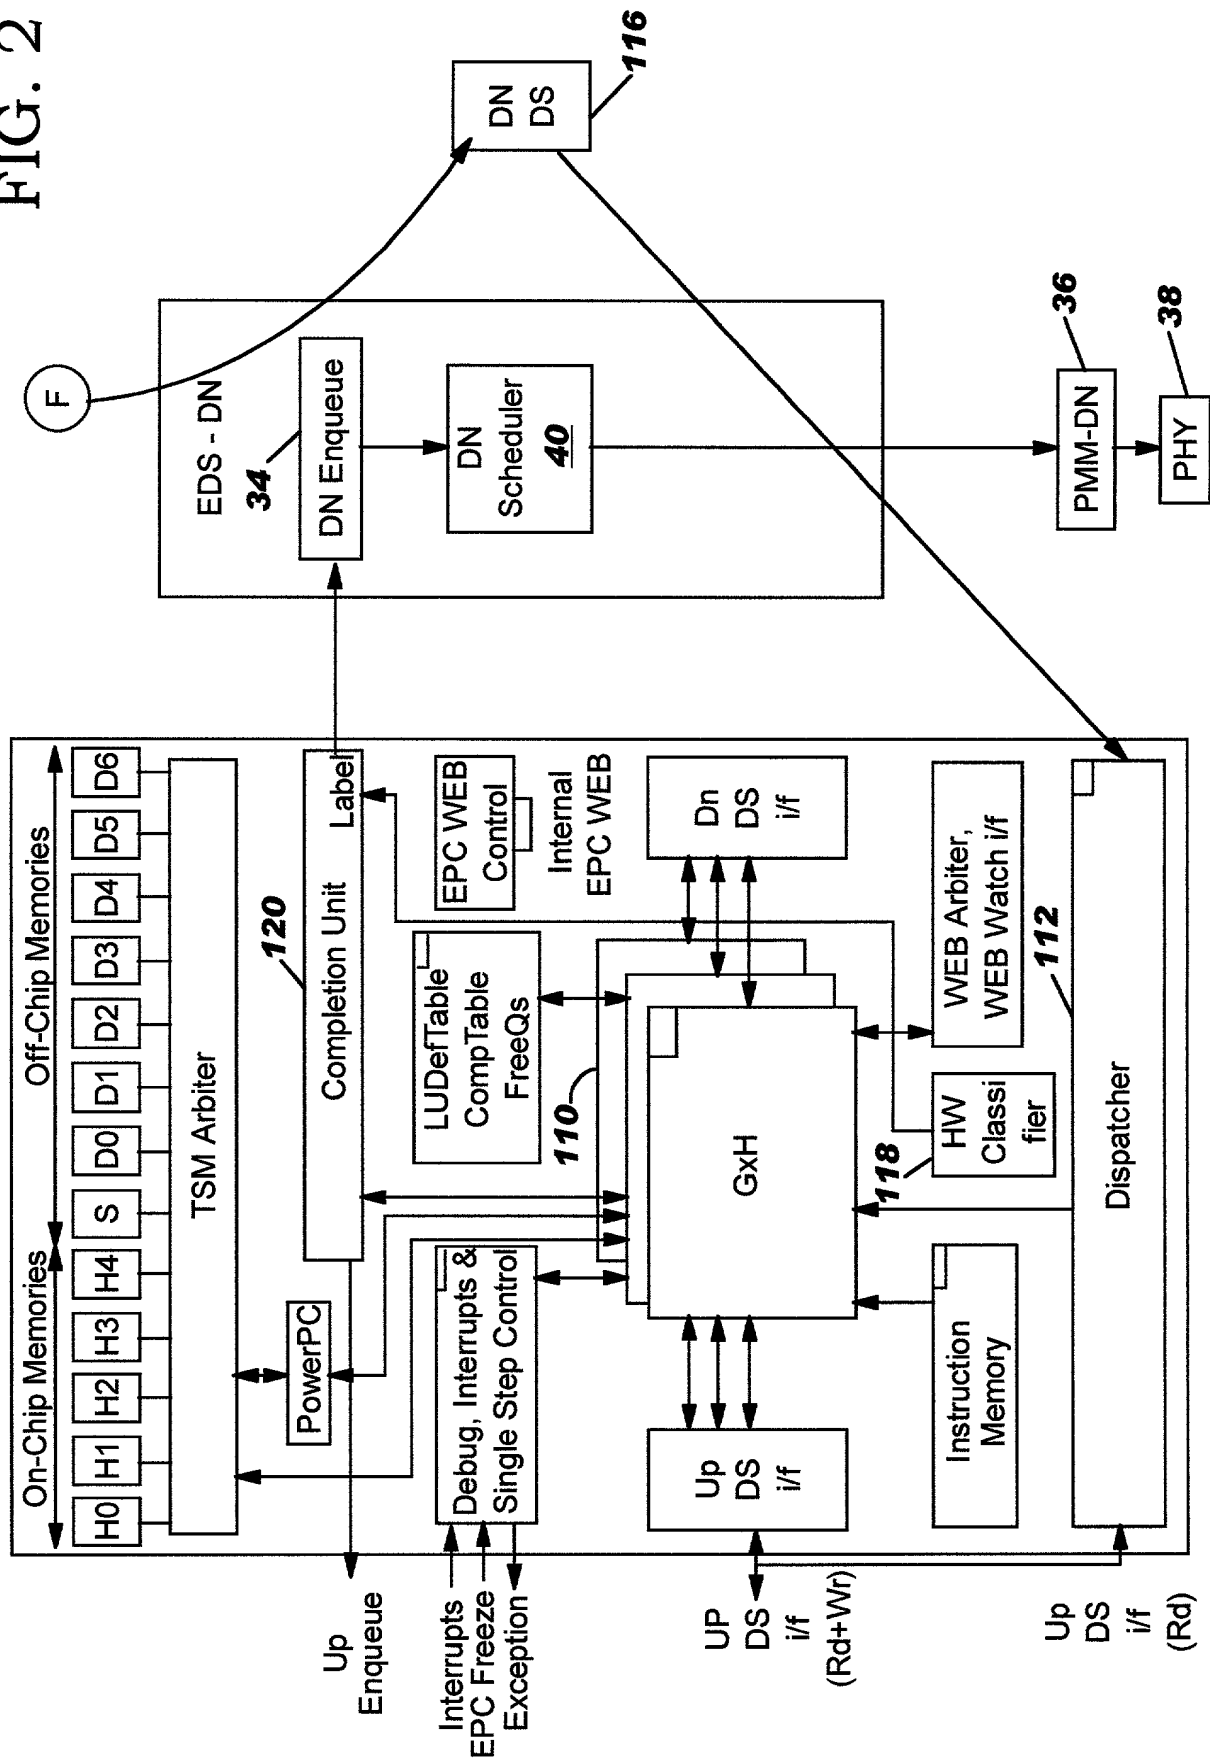 FIG. 2
On-Chip Memories
Off-Chip Memories
H0
H1
H2
H3
H4
S
D0
D1
D2
D3
D4
D5
D6
TSM Arbiter
PowerPC
120
Completion Unit
Label
Up
Enqueue
Interrupts
EPC Freeze
Exception
Debug, Interrupts &
Single Step Control
LUDefTable
CompTable
FreeQs
EPC WEB
Control
Internal
EPC WEB
110
GxH
Up
DS
i/f
Dn
DS
i/f
UP
DS
i/f
(Rd+Wr)
Instruction
Memory
118
HW
Classi
fier
WEB Arbiter,
WEB Watch i/f
112
Dispatcher
Up
DS
i/f
(Rd)
F
EDS - DN
34
DN Enqueue
DN
Scheduler
40
DN
DS
116
PMM-DN
36
PHY
38